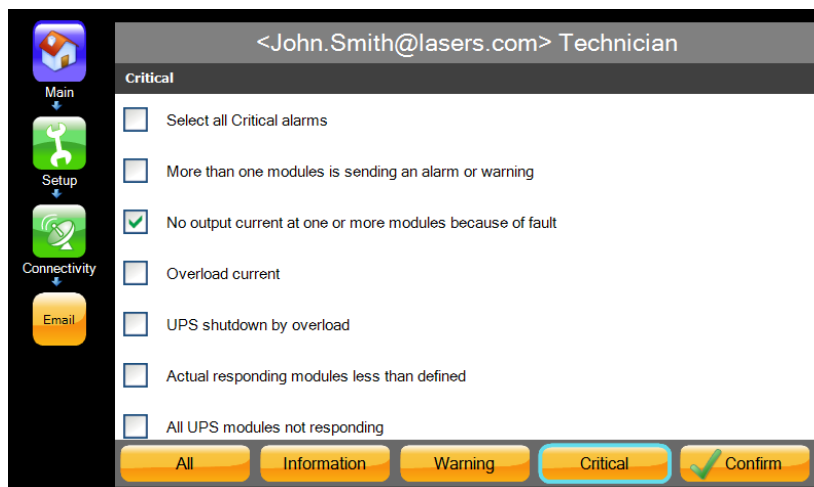 <John.Smith@lasers.com> Technician
Critical
Main
Setup
Connectivity
Email
Select all Critical alarms
More than one modules is sending an alarm or warning
No output current at one or more modules because of fault
Overload current
UPS shutdown by overload
Actual responding modules less than defined
All UPS modules not responding
All
Information
Warning
Critical
Confirm